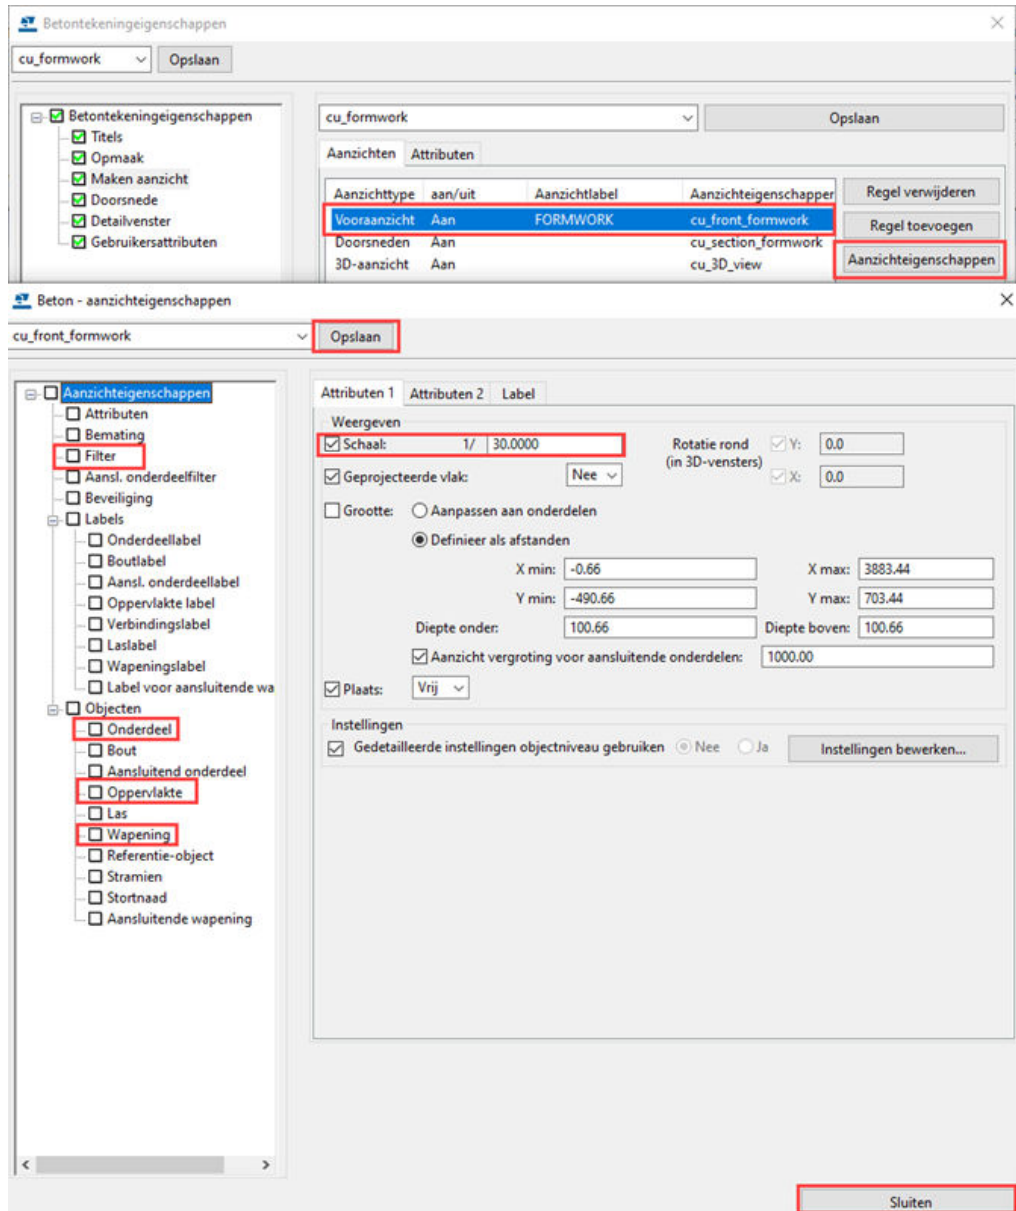 Betontekeningeigenschappen
cu_formwork Opslaan
Betontekeningeigenschappen
Titels
Opmaak
Maken aanzicht
Doorsnede
Detailvenster
Gebruikersattributen
cu_formwork Opslaan
Aanzichten Attributen
Aanzichttype aan/uit Aanzichtlabel Aanzichteigenschapper
Vooraanzicht Aan FORMWORK cu_front_formwork
Doorsneden Aan cu_section_formwork
3D-aanzicht Aan cu_3D_view
Regel verwijderen
Regel toevoegen
Aanzichteigenschappen
Beton - aanzichteigenschappen
cu_front_formwork Opslaan
Aanzichteigenschappen
Attributen
Bemating
Filter
Aansl. onderdeelfilter
Beveiliging
Labels
Onderdeellabel
Boutlabel
Aansl. onderdeellabel
Oppervlakte label
Verbindingslabel
Laslabel
Wapeningslabel
Label voor aansluitende wa
Objecten
Onderdeel
Bout
Aansluitend onderdeel
Oppervlakte
Las
Wapening
Referentie-object
Stramien
Stortnaad
Aansluitende wapening
Attributen 1 Attributen 2 Label
Weergeven
Schaal: 1/ 30.0000
Rotatie rond Y: 0.0
(in 3D-vensters) X: 0.0
Geprojecteerde vlak: Nee
Grootte: Aanpassen aan onderdelen
Definieer als afstanden
X min: -0.66 X max: 3883.44
Y min: -490.66 Y max: 703.44
Diepte onder: 100.66 Diepte boven: 100.66
Aanzicht vergroting voor aansluitende onderdelen: 1000.00
Plaats: Vrij
Instellingen
Gedetailleerde instellingen objectniveau gebruiken Nee Ja Instellingen bewerken...
Sluiten